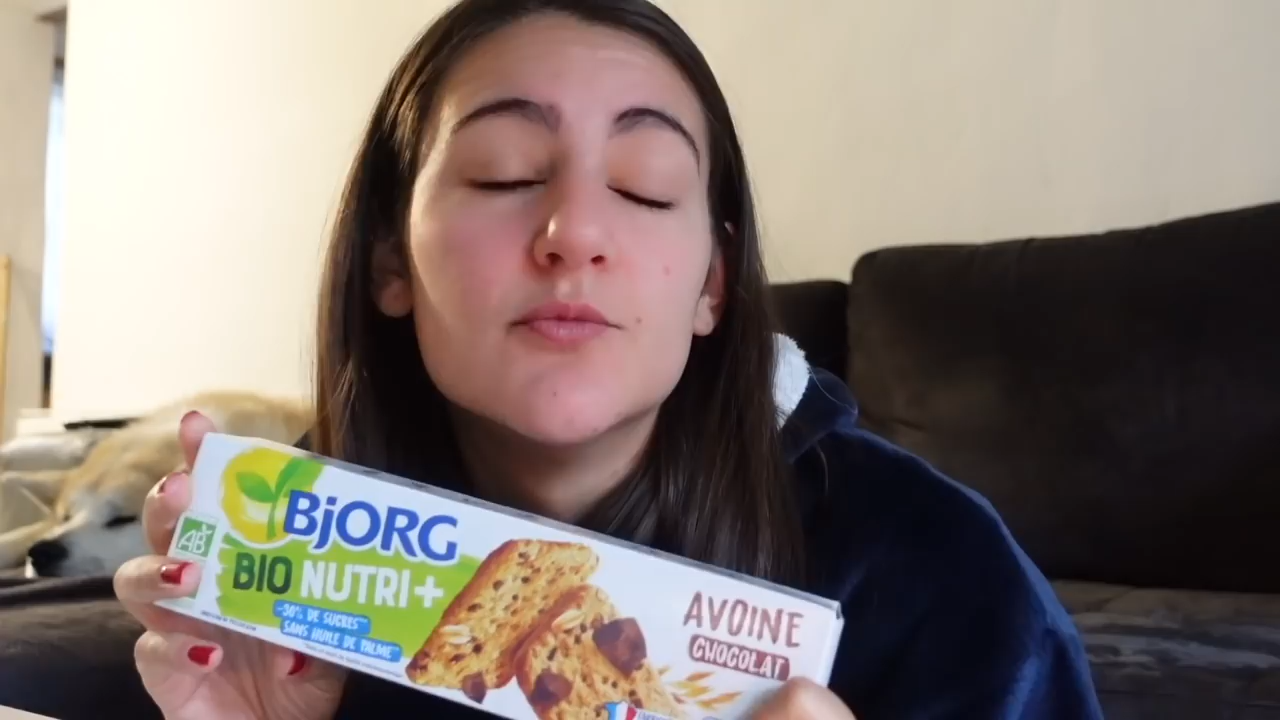 BjORG
AB
BIO NUTRI+
-30% DE SUCRES
SANS HUILE DE PALME
AVOINE
CHOCOLAT